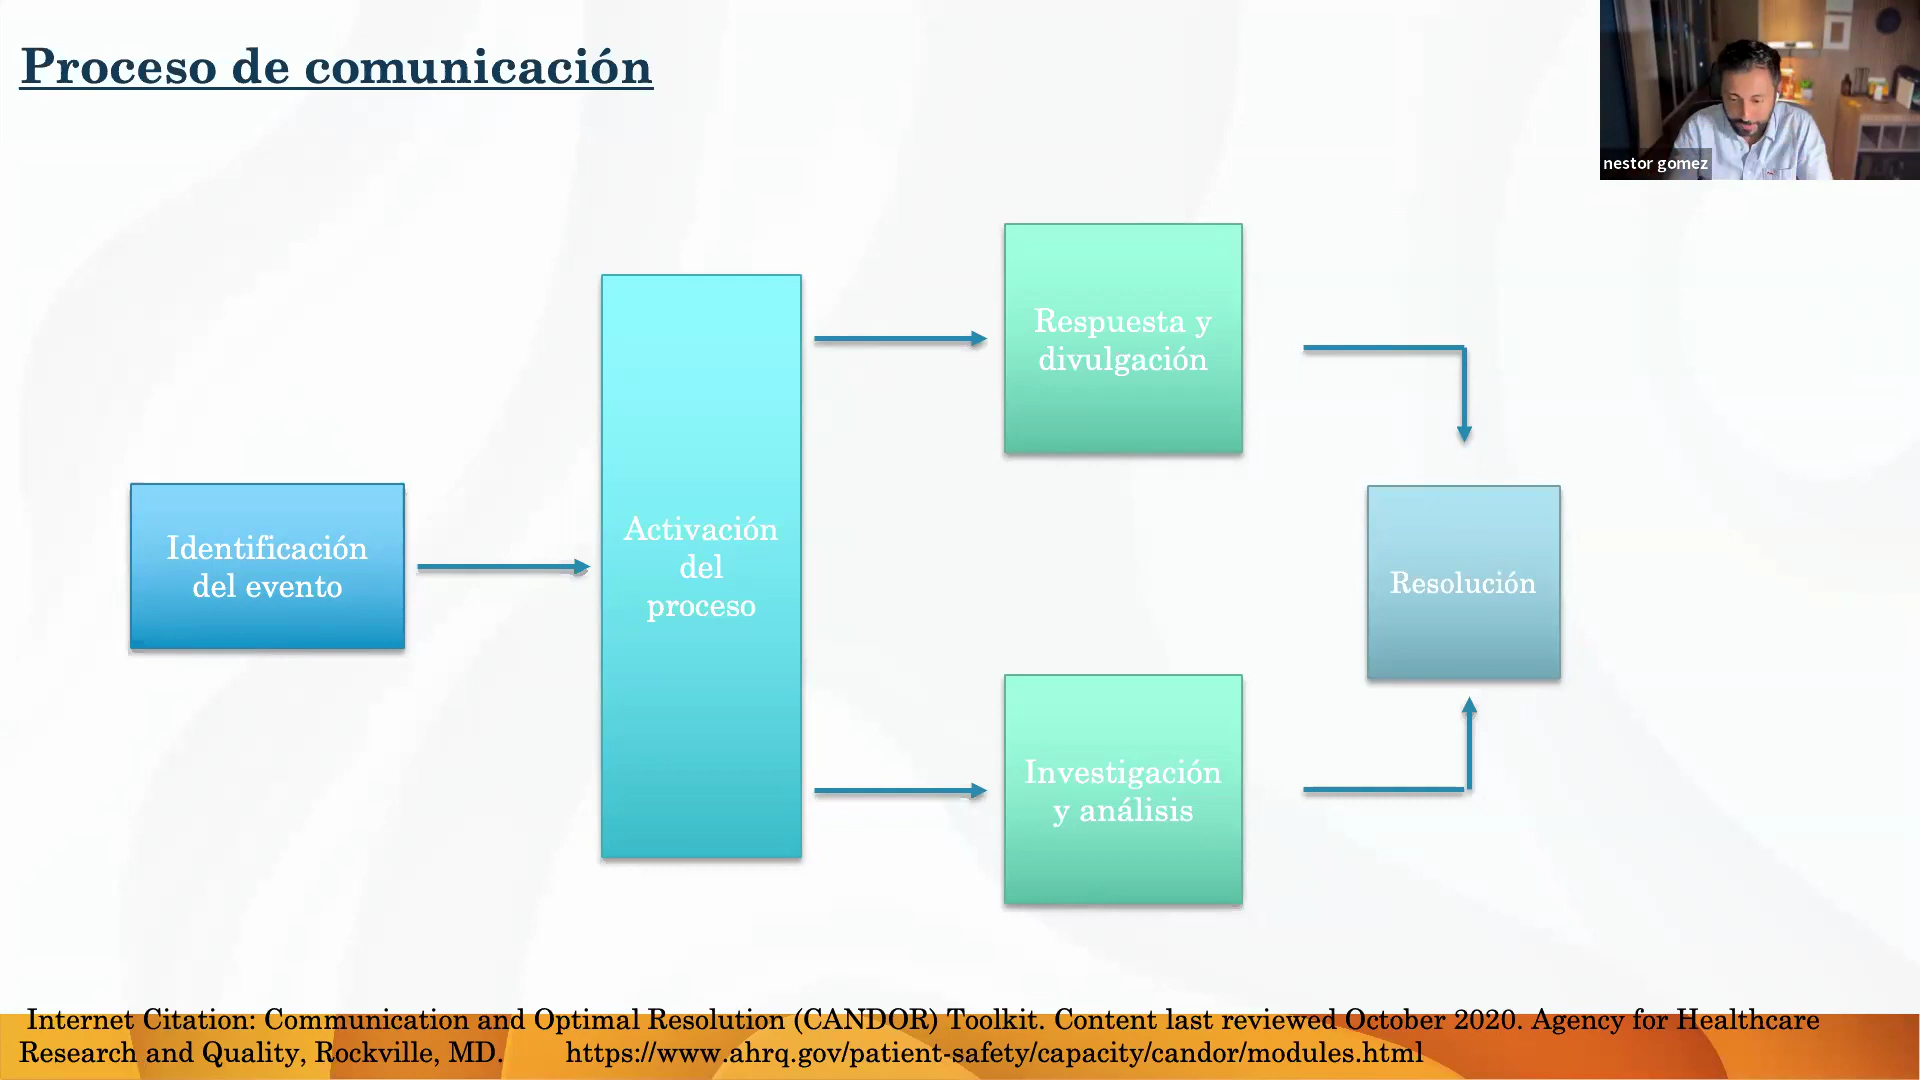 Proceso de comunicación
nestor gomez
Identificación
del evento
Activación
del
proceso
Respuesta y
divulgación
Investigación
y análisis
Resolución
Internet Citation: Communication and Optimal Resolution (CANDOR) Toolkit. Content last reviewed October 2020. Agency for Healthcare
Research and Quality, Rockville, MD. https://www.ahrq.gov/patient-safety/capacity/candor/modules.html